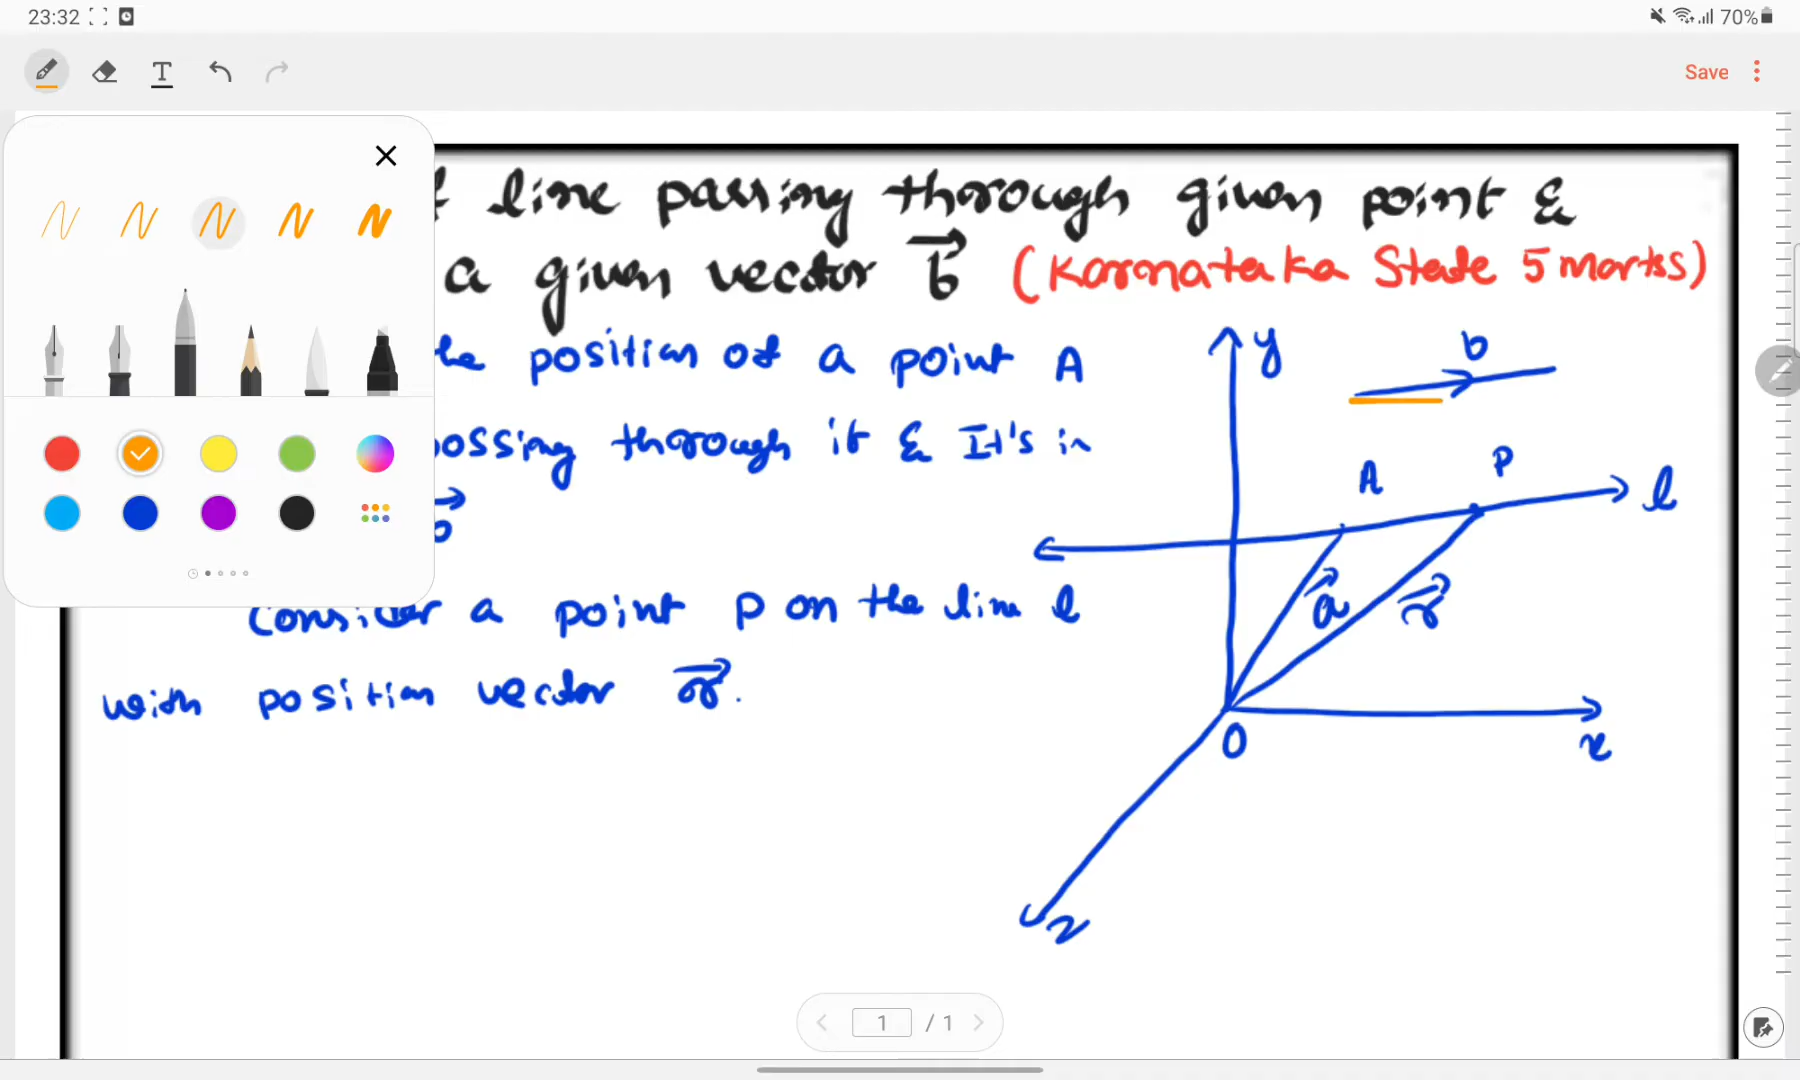 23:32
70%
Save
line passing through given point &
a given vector b (Karnataka State 5 marks)
the position of a point A
possing through it & It's in
b
Consider a point P on the line l
with position vector r.
y
b
A
P
l
a
r
O
x
z
1 / 1